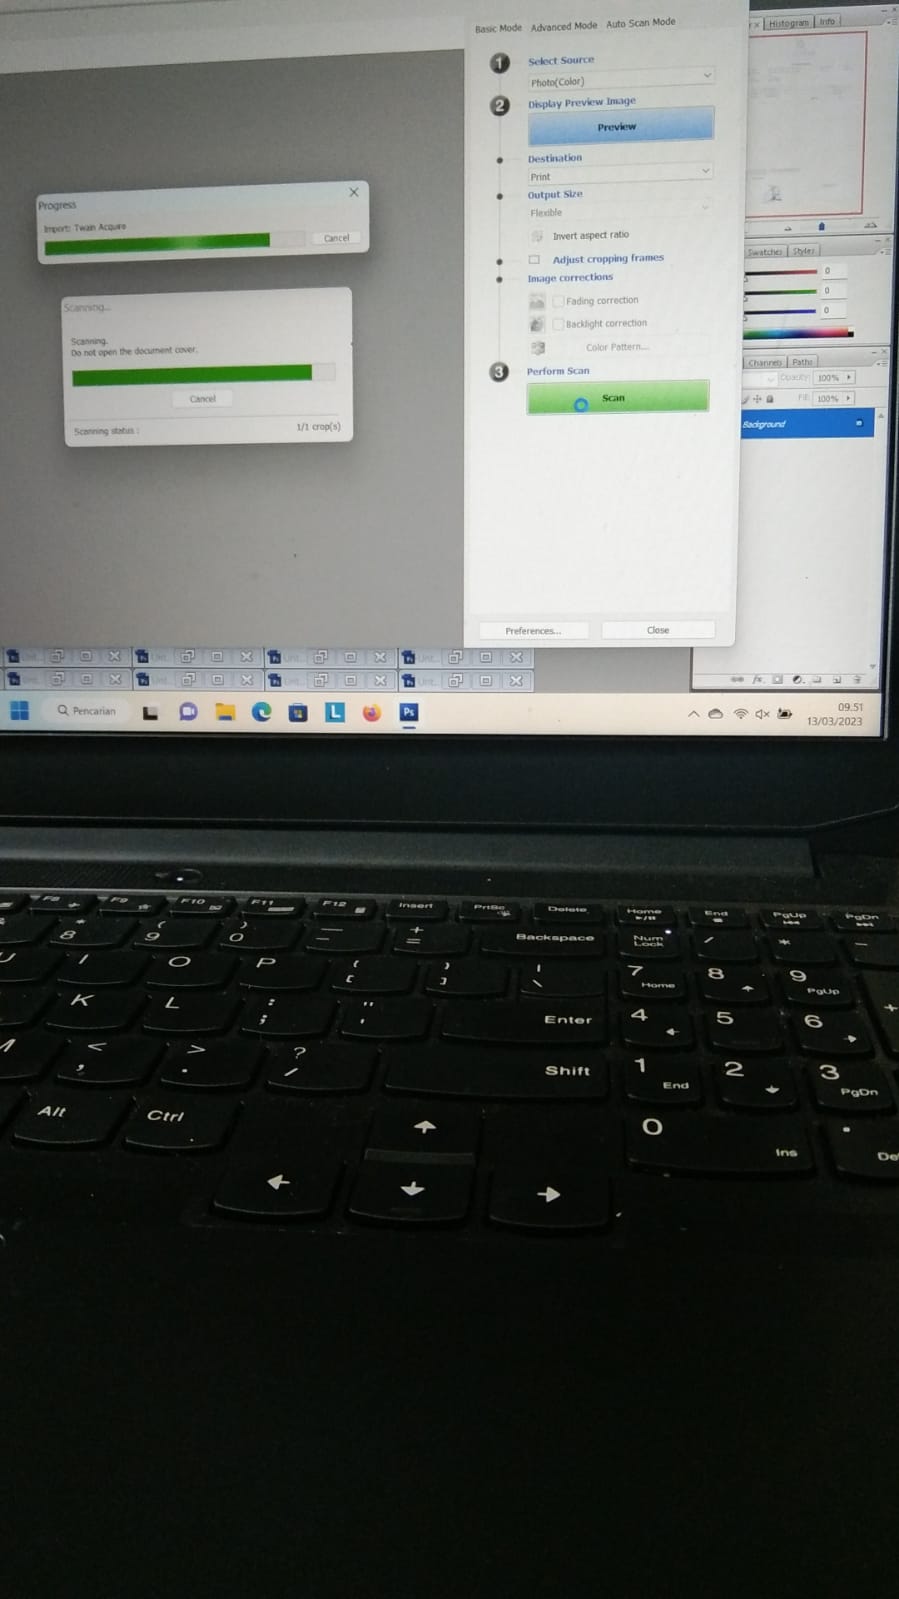 Basic Mode Advanced Mode Auto Scan Mode
Histogram Info
1 Select Source
Photo(Color)
2 Display Preview Image
Preview
Destination
Print
Output Size
Flexible
Invert aspect ratio
Adjust cropping frames
Image corrections
Fading correction
Backlight correction
Color Pattern...
3 Perform Scan
Scan
Preferences... Close
Progress
Import: Twain Acquire
Cancel
Scanning...
Scanning.
Do not open the document cover.
Cancel
Scanning status : 1/1 crop(s)
Swatches Styles
0
0
0
Channels Paths
Opacity: 100%
Fill: 100%
Background
Pencarian
L
Ps
09.51
13/03/2023
F8 F9 F10 F11 F12 Insert PrtSc Delete Home End PgUp PgDn
* 8 ( 9 ) 0 — - + = Backspace Num Lock / * -
U I O P { [ } ] | \ 7 Home 8 9 PgUp
K L : ; " ' Enter 4 5 6 +
M < , > . ? / Shift 1 End 2 3 PgDn
Alt Ctrl 0 Ins .